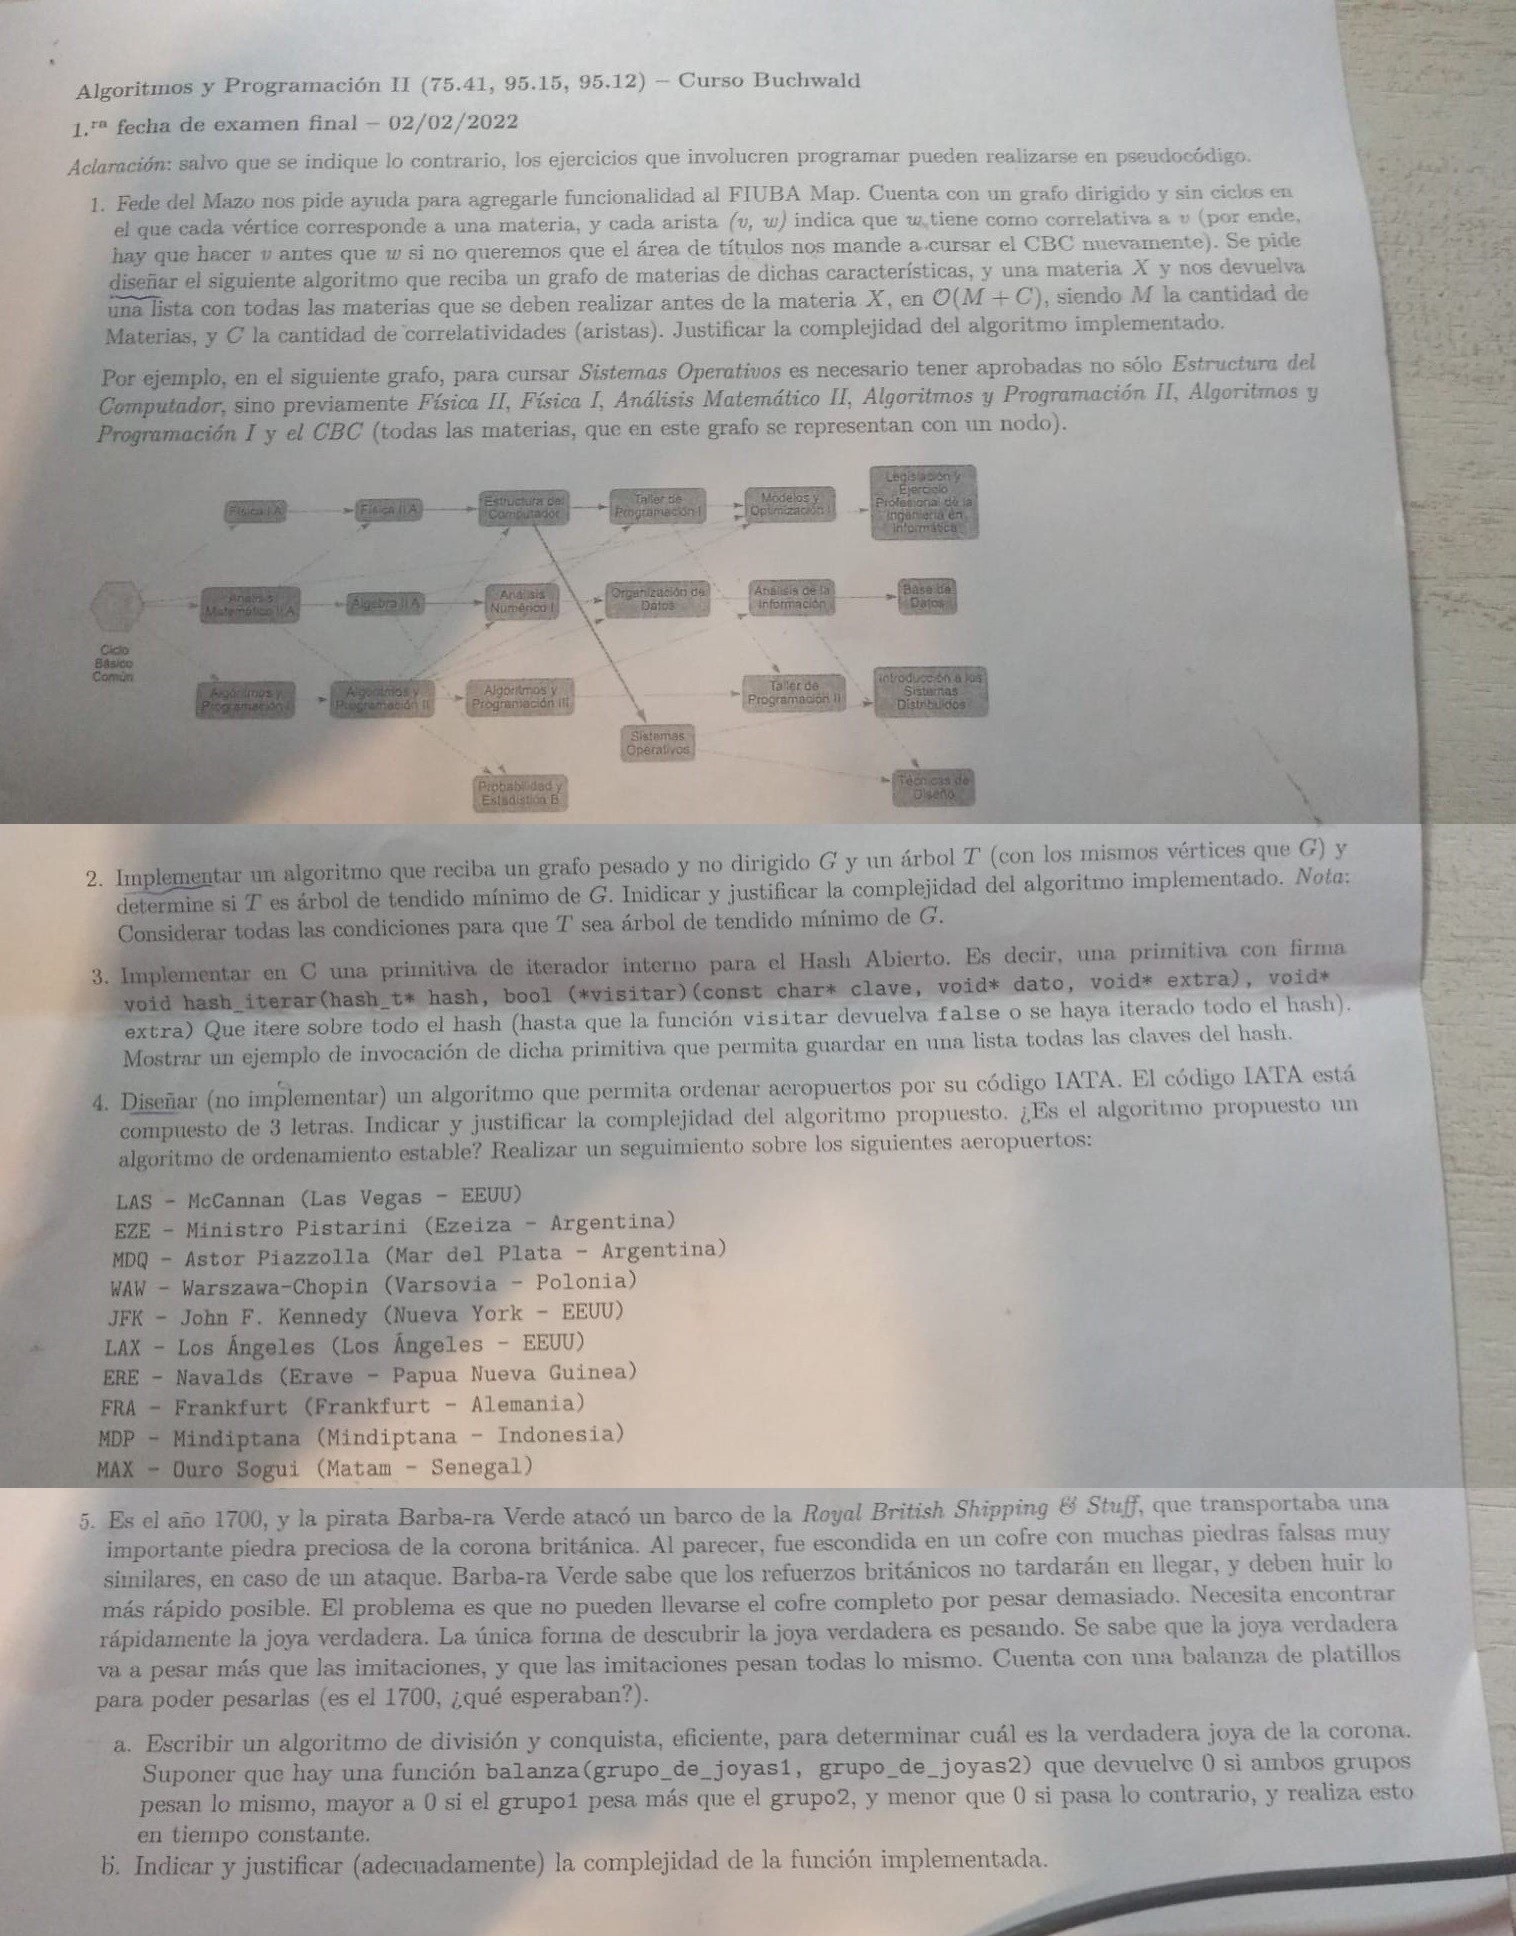 Algoritmos y Programación II (75.41, 95.15, 95.12) – Curso Buchwald
1.ra fecha de examen final – 02/02/2022
Aclaración: salvo que se indique lo contrario, los ejercicios que involucren programar pueden realizarse en pseudocódigo.
1. Fede del Mazo nos pide ayuda para agregarle funcionalidad al FIUBA Map. Cuenta con un grafo dirigido y sin ciclos en
el que cada vértice corresponde a una materia, y cada arista (v, w) indica que w tiene como correlativa a v (por ende,
hay que hacer v antes que w si no queremos que el área de títulos nos mande a cursar el CBC nuevamente). Se pide
diseñar el siguiente algoritmo que reciba un grafo de materias de dichas características, y una materia X y nos devuelva
una lista con todas las materias que se deben realizar antes de la materia X, en O(M + C), siendo M la cantidad de
Materias, y C la cantidad de correlatividades (aristas). Justificar la complejidad del algoritmo implementado.
Por ejemplo, en el siguiente grafo, para cursar Sistemas Operativos es necesario tener aprobadas no sólo Estructura del
Computador, sino previamente Física II, Física I, Análisis Matemático II, Algoritmos y Programación II, Algoritmos y
Programación I y el CBC (todas las materias, que en este grafo se representan con un nodo).
Legislación y
Ejercicio
Profesional de la
Ingeniería en
Informática
Física I A
Física II A
Estructura del
Computador
Taller de
Programación I
Modelos y
Optimización I
Análisis
Matemático II A
Álgebra II A
Análisis
Numérico I
Organización de
Datos
Análisis de la
Información
Base de
Datos
Ciclo
Básico
Común
Algoritmos y
Programación I
Algoritmos y
Programación II
Algoritmos y
Programación III
Taller de
Programación II
Introducción a los
Sistemas
Distribuidos
Sistemas
Operativos
Probabilidad y
Estadística B
Técnicas de
Diseño
2. Implementar un algoritmo que reciba un grafo pesado y no dirigido G y un árbol T (con los mismos vértices que G) y
determine si T es árbol de tendido mínimo de G. Inidicar y justificar la complejidad del algoritmo implementado. Nota:
Considerar todas las condiciones para que T sea árbol de tendido mínimo de G.
3. Implementar en C una primitiva de iterador interno para el Hash Abierto. Es decir, una primitiva con firma
void hash_iterar(hash_t* hash, bool (*visitar)(const char* clave, void* dato, void* extra), void*
extra) Que itere sobre todo el hash (hasta que la función visitar devuelva false o se haya iterado todo el hash).
Mostrar un ejemplo de invocación de dicha primitiva que permita guardar en una lista todas las claves del hash.
4. Diseñar (no implementar) un algoritmo que permita ordenar aeropuertos por su código IATA. El código IATA está
compuesto de 3 letras. Indicar y justificar la complejidad del algoritmo propuesto. ¿Es el algoritmo propuesto un
algoritmo de ordenamiento estable? Realizar un seguimiento sobre los siguientes aeropuertos:
LAS - McCannan (Las Vegas - EEUU)
EZE - Ministro Pistarini (Ezeiza - Argentina)
MDQ - Astor Piazzolla (Mar del Plata - Argentina)
WAW - Warszawa-Chopin (Varsovia - Polonia)
JFK - John F. Kennedy (Nueva York - EEUU)
LAX - Los Ángeles (Los Ángeles - EEUU)
ERE - Navalds (Erave - Papua Nueva Guinea)
FRA - Frankfurt (Frankfurt - Alemania)
MDP - Mindiptana (Mindiptana - Indonesia)
MAX - Ouro Sogui (Matam - Senegal)
5. Es el año 1700, y la pirata Barba-ra Verde atacó un barco de la Royal British Shipping & Stuff, que transportaba una
importante piedra preciosa de la corona británica. Al parecer, fue escondida en un cofre con muchas piedras falsas muy
similares, en caso de un ataque. Barba-ra Verde sabe que los refuerzos británicos no tardarán en llegar, y deben huir lo
más rápido posible. El problema es que no pueden llevarse el cofre completo por pesar demasiado. Necesita encontrar
rápidamente la joya verdadera. La única forma de descubrir la joya verdadera es pesando. Se sabe que la joya verdadera
va a pesar más que las imitaciones, y que las imitaciones pesan todas lo mismo. Cuenta con una balanza de platillos
para poder pesarlas (es el 1700, ¿qué esperaban?).
a. Escribir un algoritmo de división y conquista, eficiente, para determinar cuál es la verdadera joya de la corona.
Suponer que hay una función balanza(grupo_de_joyas1, grupo_de_joyas2) que devuelve 0 si ambos grupos
pesan lo mismo, mayor a 0 si el grupo1 pesa más que el grupo2, y menor que 0 si pasa lo contrario, y realiza esto
en tiempo constante.
b. Indicar y justificar (adecuadamente) la complejidad de la función implementada.